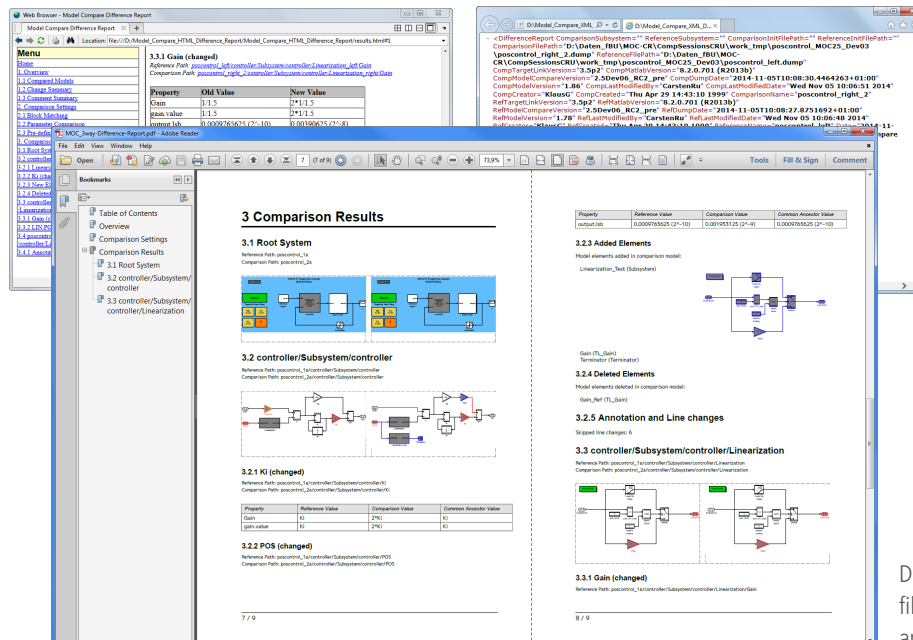 Web Browser - Model Compare Difference Report
Model Compare Difference Report
Location: file:///D:/Model_Compare_HTML_Difference_Report/Model_Compare_HTML_Difference_Report/results.html#1
Menu
Home
1. Overview
1.1 Compared Models
1.2 Change Summary
1.3 Comment Summary
2. Comparison Settings
2.1 Block Matching
2.2 Parameter Comparison
3.3.1 Gain (changed)
Reference Path: poscontrol_left/controller/Subsystem/controller/Linearization/Gain
Comparison Path: poscontrol_right_2/controller/Subsystem/controller/Linearization_right/Gain
Property Old Value New Value
Gain 1/1.5 2*1/1.5
gain.value 1/1.5 2*1/1.5
output.lsb 0.0009765625 (2^-10) 0.00390625 (2^-8)
D:\Model_Compare_XML
D:\Model_Compare_XML_D...
- <DifferenceReport ComparisonSubsystem="" ReferenceSubsystem="" ComparisonInitFilePath="" ReferenceInitFilePath=""
ComparisonFilePath="D:\Daten_fBU\MOC-CR\CompSessionsCRU\work_tmp\poscontrol_MOC25_Dev03
\poscontrol_right_2.dump" ReferenceFilePath="D:\Daten_fBU\MOC-
CR\CompSessionsCRU\work_tmp\poscontrol_MOC25_Dev03\poscontrol_left.dump"
CompTargetLinkVersion="3.5p2" CompMatlabVersion="8.2.0.701 (R2013b)"
CompModelCompareVersion="2.5Dev06_RC2_pre" CompDumpDate="2014-11-05T10:08:30.4464263+01:00"
CompModelVersion="1.86" CompLastModifiedBy="CarstenRu" CompLastModifiedDate="Wed Nov 05 10:06:51 2014"
CompCreator="KlausG" CompCreated="Thu Apr 29 14:43:10 1999" ComparisonName="poscontrol_right_2"
RefTargetLinkVersion="3.5p2" RefMatlabVersion="8.2.0.701 (R2013b)"
RefModelCompareVersion="2.5Dev06_RC2_pre" RefDumpDate="2014-11-05T10:08:27.8751692+01:00"
RefModelVersion="1.78" RefLastModifiedBy="CarstenRu" RefLastModifiedDate="Wed Nov 05 10:06:48 2014"
MOC_3way-Difference-Report.pdf - Adobe Reader
File Edit View Window Help
Open 7 (7 of 9) 73,9% Tools Fill & Sign Comment
Bookmarks
Table of Contents
Overview
Comparison Settings
Comparison Results
3.1 Root System
3.2 controller/Subsystem/
controller
3.3 controller/Subsystem/
controller/Linearization
3 Comparison Results
3.1 Root System
Reference Path: poscontrol_1a
Comparison Path: poscontrol_2a
3.2 controller/Subsystem/controller
Reference Path: poscontrol_1a/controller/Subsystem/controller
Comparison Path: poscontrol_2a/controller/Subsystem/controller
3.2.1 Ki (changed)
Reference Path: poscontrol_1a/controller/Subsystem/controller/Ki
Comparison Path: poscontrol_2a/controller/Subsystem/controller/Ki
Property Reference Value Comparison Value Common Ancestor Value
Gain Ki 2*Ki Ki
gain.value Ki 2*Ki Ki
3.2.2 POS (changed)
Reference Path: poscontrol_1a/controller/Subsystem/controller/POS
Comparison Path: poscontrol_2a/controller/Subsystem/controller/POS
7 / 9
Property Reference Value Comparison Value Common Ancestor Value
output.lsb 0.0009765625 (2^-10) 0.001953125 (2^-9) 0.0009765625 (2^-10)
3.2.3 Added Elements
Model elements added in comparison model:
Linearization_Test (Subsystem)
Gain (TL_Gain)
Terminator (Terminator)
3.2.4 Deleted Elements
Model elements deleted in comparison model:
Gain_Ref (TL_Gain)
3.2.5 Annotation and Line changes
Skipped line changes: 6
3.3 controller/Subsystem/controller/Linearization
Reference Path: poscontrol_1a/controller/Subsystem/controller/Linearization
Comparison Path: poscontrol_2a/controller/Subsystem/controller/Linearization
3.3.1 Gain (changed)
Reference Path: poscontrol_1a/controller/Subsystem/controller/Linearization/Gain
8 / 9